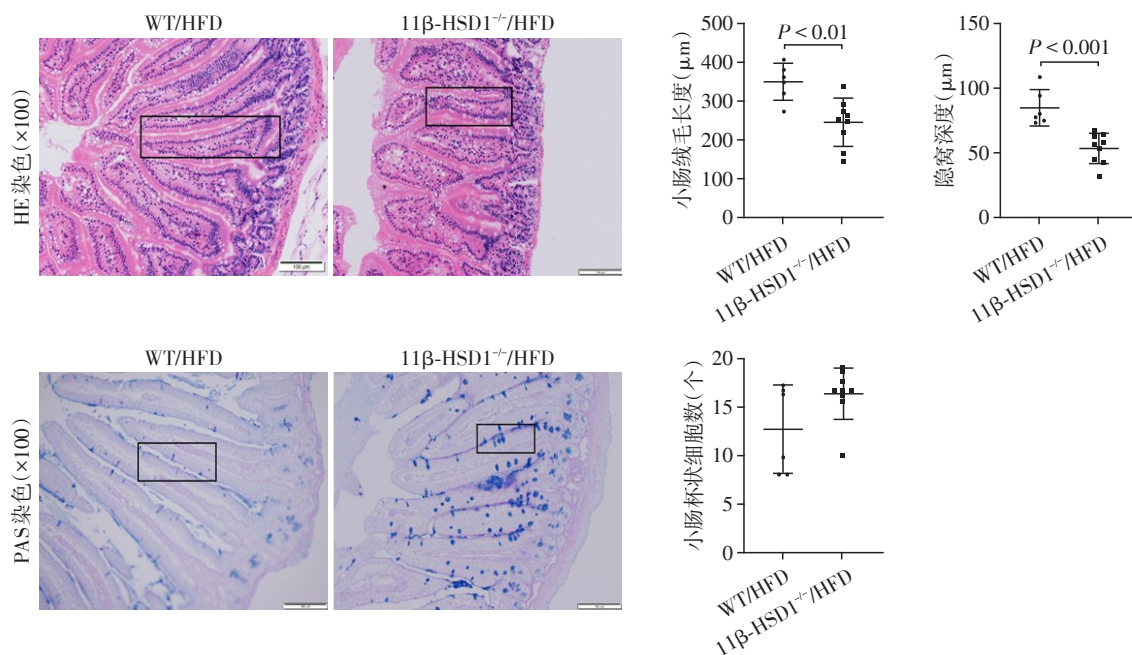 WT/HFD
11β-HSD1⁻/⁻/HFD
HE染色(×100)
100 μm
小肠绒毛长度(μm)
500
400
300
200
100
0
P < 0.01
WT/HFD
11β-HSD1⁻/⁻/HFD
隐窝深度(μm)
150
100
50
0
P < 0.001
WT/HFD
11β-HSD1⁻/⁻/HFD
WT/HFD
11β-HSD1⁻/⁻/HFD
PAS染色(×100)
小肠杯状细胞数(个)
20
15
10
5
0
WT/HFD
11β-HSD1⁻/⁻/HFD